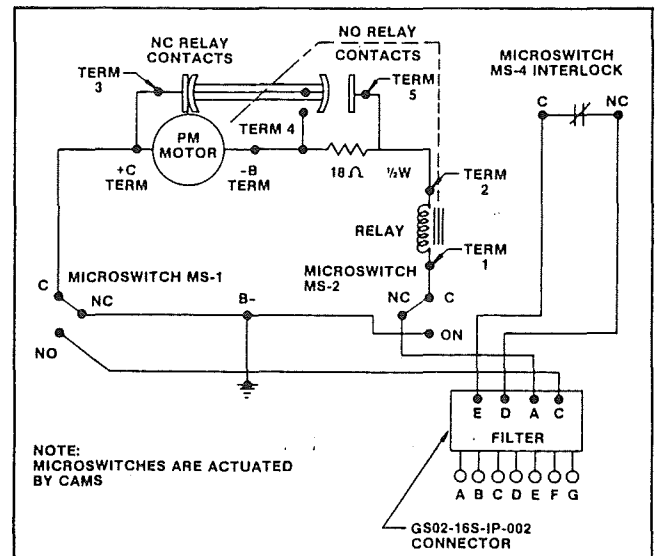 NC RELAY
CONTACTS
NO RELAY
CONTACTS
MICROSWITCH
MS-4 INTERLOCK
TERM
3
TERM
5
C
NC
PM
MOTOR
TERM 4
+C
TERM
-B
TERM
18Ω
½W
TERM
2
RELAY
TERM
1
C
MICROSWITCH MS-1
NC
NO
B-
MICROSWITCH
MS-2
NC
C
ON
E D A C
FILTER
A B C D E F G
NOTE:
MICROSWITCHES ARE ACTUATED
BY CAMS
GS02-16S-IP-002
CONNECTOR